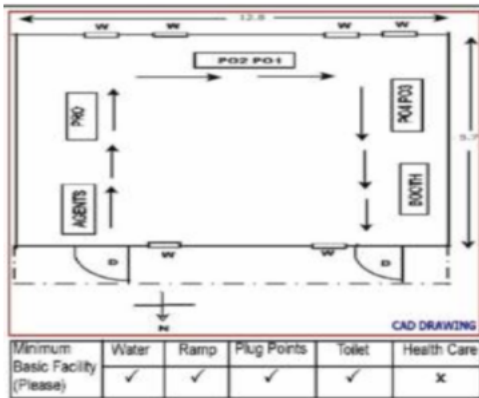 12.8
W W W W
PO2 PO1
PRO
PO4 PO3
5.7
AGENTS
BOOTH
W W
D D
N
CAD DRAWING
Minimum Basic Facility (Please) Water Ramp Plug Points Toilet Health Care
✓ ✓ ✓ ✓ x